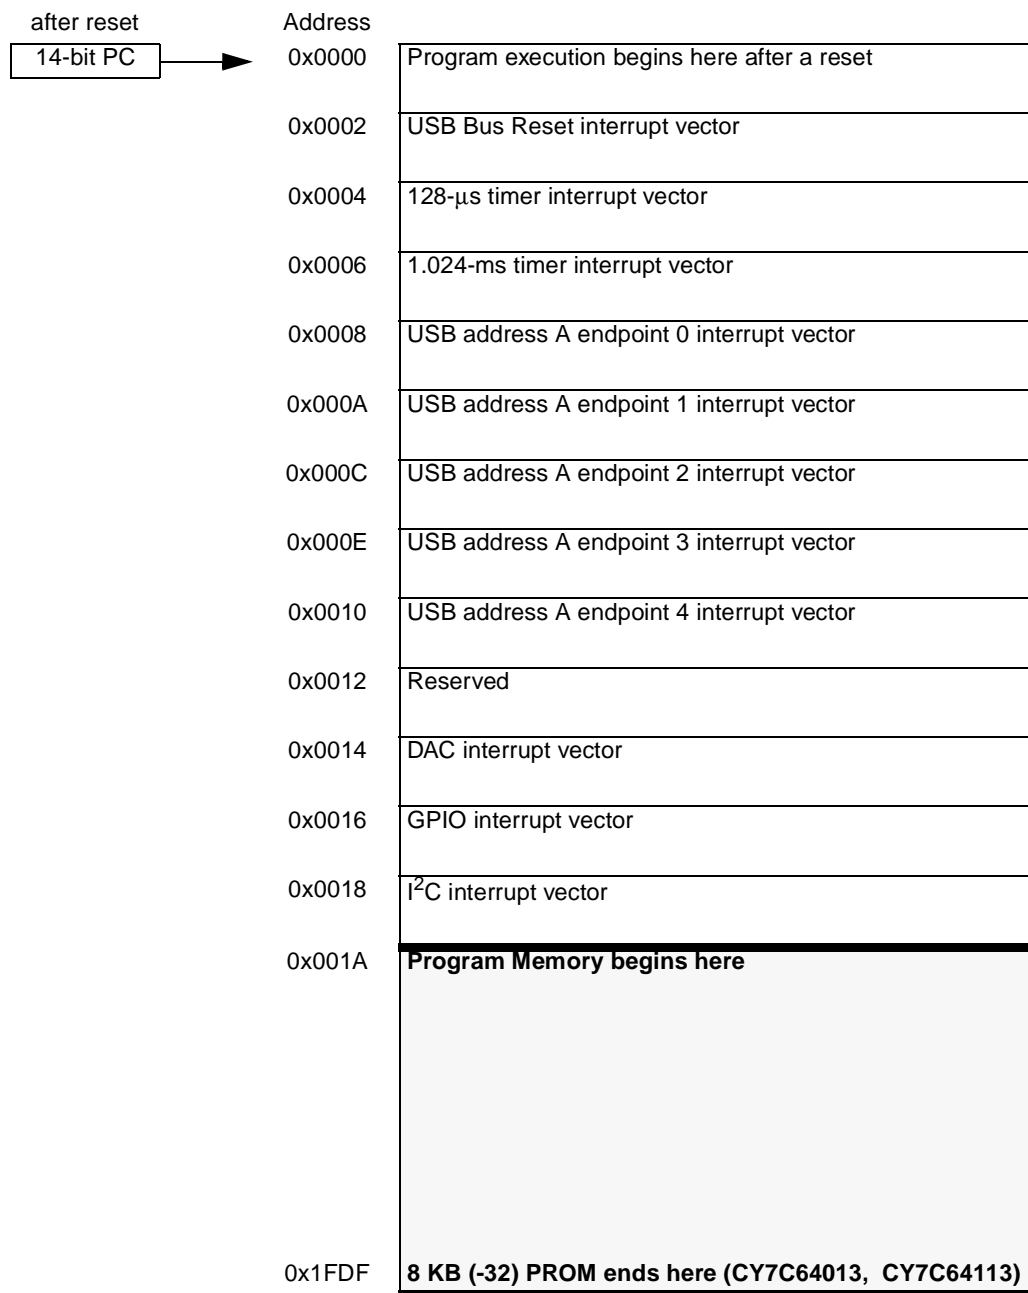 after reset Address
14-bit PC 0x0000 Program execution begins here after a reset
0x0002 USB Bus Reset interrupt vector
0x0004 128-μs timer interrupt vector
0x0006 1.024-ms timer interrupt vector
0x0008 USB address A endpoint 0 interrupt vector
0x000A USB address A endpoint 1 interrupt vector
0x000C USB address A endpoint 2 interrupt vector
0x000E USB address A endpoint 3 interrupt vector
0x0010 USB address A endpoint 4 interrupt vector
0x0012 Reserved
0x0014 DAC interrupt vector
0x0016 GPIO interrupt vector
0x0018 I²C interrupt vector
0x001A Program Memory begins here
0x1FDF 8 KB (-32) PROM ends here (CY7C64013, CY7C64113)